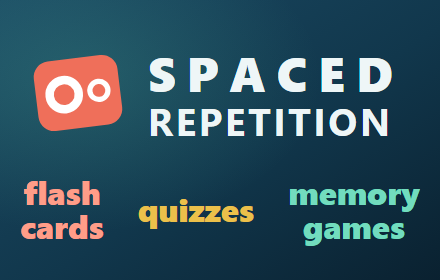 SPACED
REPETITION
flash
cards
quizzes
memory
games